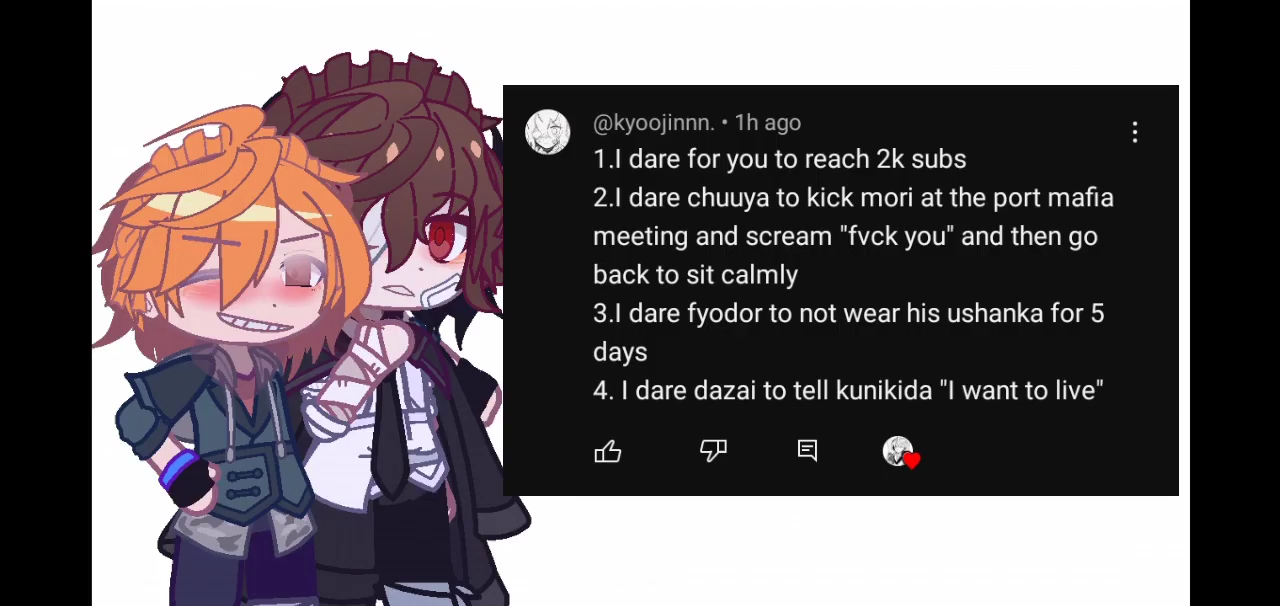 @kyoojinnn. • 1h ago
1.I dare for you to reach 2k subs
2.I dare chuuya to kick mori at the port mafia
meeting and scream "fvck you" and then go
back to sit calmly
3.I dare fyodor to not wear his ushanka for 5
days
4. I dare dazai to tell kunikida "I want to live"